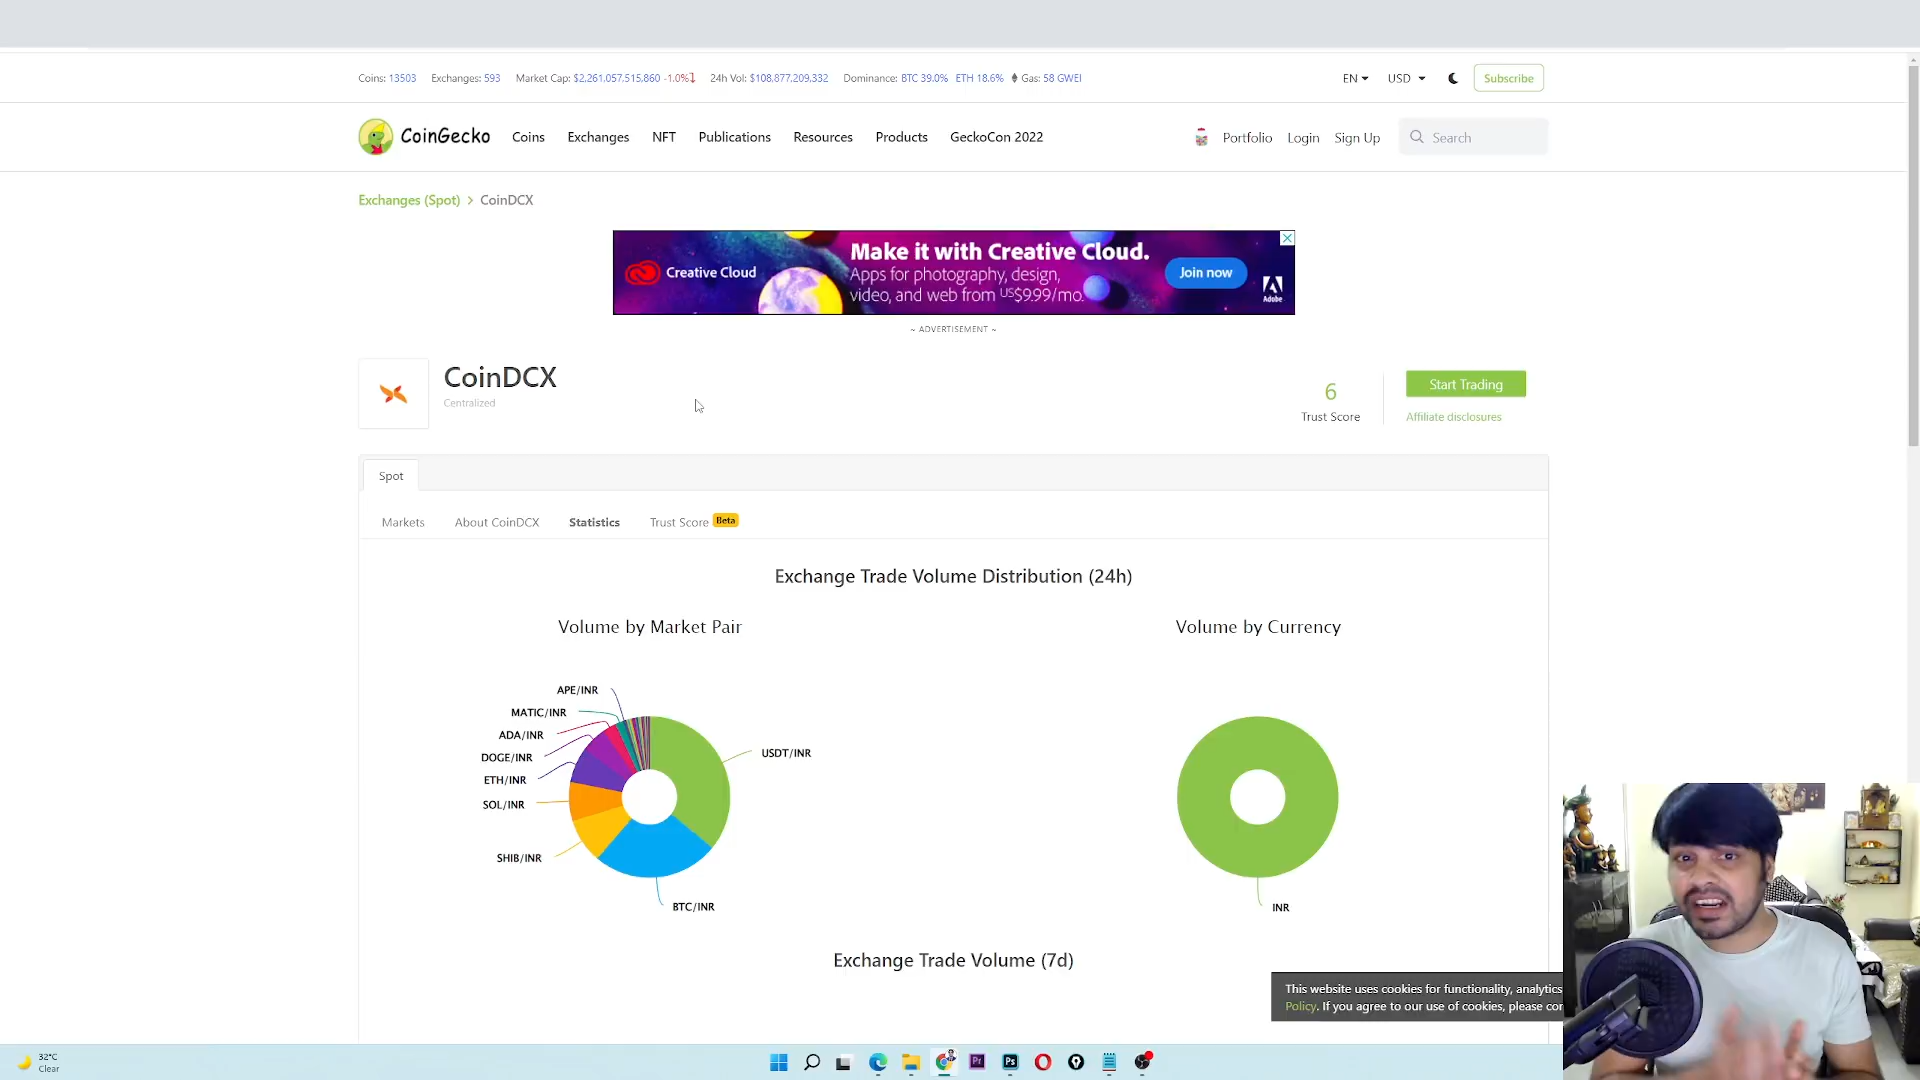 Coins: 13503 Exchanges: 593 Market Cap: $2,261,057,515,860 -1.0% 24h Vol: $108,877,209,332 Dominance: BTC 39.0% ETH 18.6% Gas: 58 GWEI
EN USD Subscribe
CoinGecko Coins Exchanges NFT Publications Resources Products GeckoCon 2022
Portfolio Login Sign Up Search
Exchanges (Spot) > CoinDCX
Creative Cloud
Make it with Creative Cloud.
Apps for photography, design,
video, and web from US$9.99/mo.
Join now
Adobe
~ ADVERTISEMENT ~
CoinDCX
Centralized
6
Trust Score
Start Trading
Affiliate disclosures
Spot
Markets About CoinDCX Statistics Trust Score Beta
Exchange Trade Volume Distribution (24h)
Volume by Market Pair
APE/INR
MATIC/INR
ADA/INR
DOGE/INR
ETH/INR
SOL/INR
SHIB/INR
USDT/INR
BTC/INR
Volume by Currency
INR
Exchange Trade Volume (7d)
This website uses cookies for functionality, analytics
Policy. If you agree to our use of cookies, please con
32°C
Clear
Pr
Ps